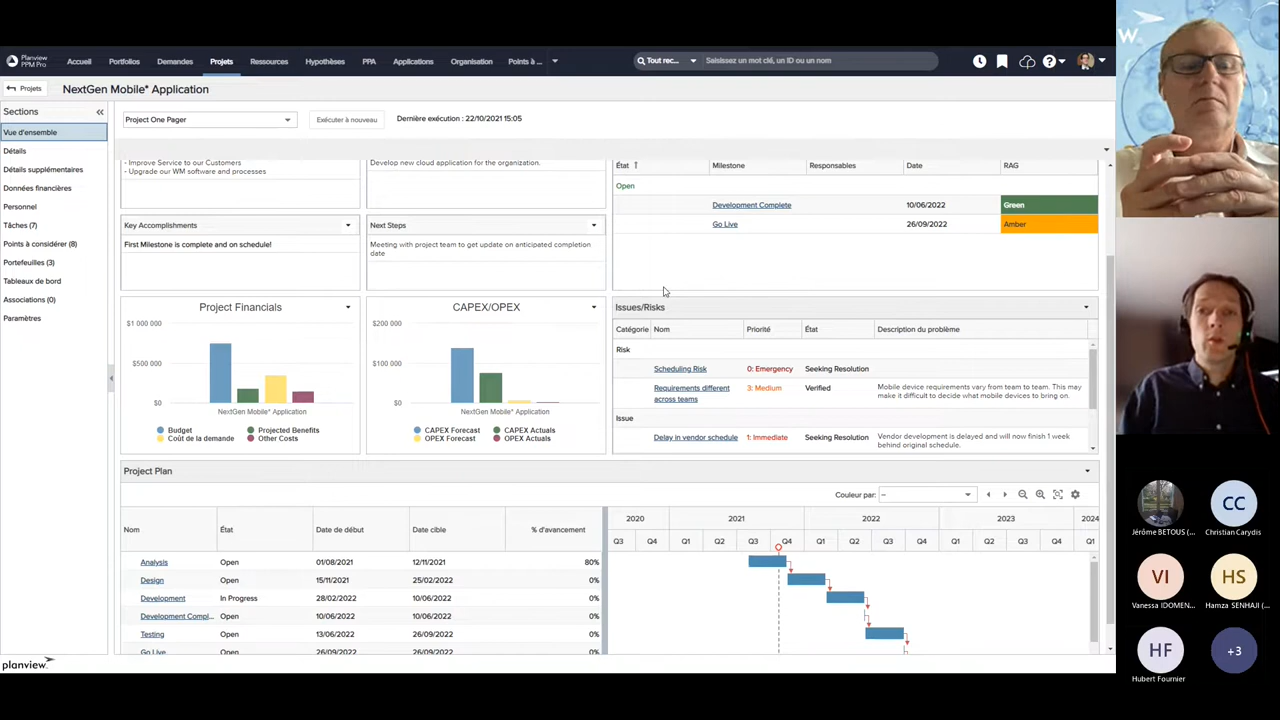 Planview
PPM Pro
Accueil
Portfolios
Demandes
Projets
Ressources
Hypothèses
PPA
Applications
Organisation
Points à ...
Tout rec...
Saisissez un mot clé, un ID ou un nom
Projets
NextGen Mobile* Application
Sections
Vue d'ensemble
Détails
Détails supplémentaires
Données financières
Personnel
Tâches (7)
Points à considérer (8)
Portefeuilles (3)
Tableaux de bord
Associations (0)
Paramètres
Project One Pager
Exécuter à nouveau
Dernière exécution : 22/10/2021 15:05
- Improve Service to our Customers
- Upgrade our WM software and processes
Develop new cloud application for the organization.
État
Milestone
Responsables
Date
RAG
Open
Development Complete
10/06/2022
Green
Go Live
26/09/2022
Amber
Key Accomplishments
First Milestone is complete and on schedule!
Next Steps
Meeting with project team to get update on anticipated completion
date
Project Financials
$1 000 000
$500 000
$0
NextGen Mobile* Application
Budget
Projected Benefits
Coût de la demande
Other Costs
CAPEX/OPEX
$200 000
$100 000
$0
NextGen Mobile* Application
CAPEX Forecast
CAPEX Actuals
OPEX Forecast
OPEX Actuals
Issues/Risks
Catégorie
Nom
Priorité
État
Description du problème
Risk
Scheduling Risk
0: Emergency
Seeking Resolution
Requirements different
across teams
3: Medium
Verified
Mobile device requirements vary from team to team. This may
make it difficult to decide what mobile devices to bring on.
Issue
Delay in vendor schedule
1: Immediate
Seeking Resolution
Vendor development is delayed and will now finish 1 week
behind original schedule.
Project Plan
Couleur par:
--
Nom
État
Date de début
Date cible
% d'avancement
2020
2021
2022
2023
2024
Q3
Q4
Q1
Q2
Q3
Q4
Q1
Q2
Q3
Q4
Q1
Q2
Q3
Q4
Q1
Analysis
Open
01/08/2021
12/11/2021
80%
Design
Open
15/11/2021
25/02/2022
0%
Development
In Progress
28/02/2022
10/06/2022
0%
Development Compl...
Open
10/06/2022
10/06/2022
0%
Testing
Open
13/06/2022
26/09/2022
0%
Go Live
Open
26/09/2022
26/09/2022
0%
planview
W
CC
Jérôme BETOUS (...
Christian Carydis
VI
HS
Vanessa IDOMEN...
Hamza SENHAJI (...
HF
+3
Hubert Fournier